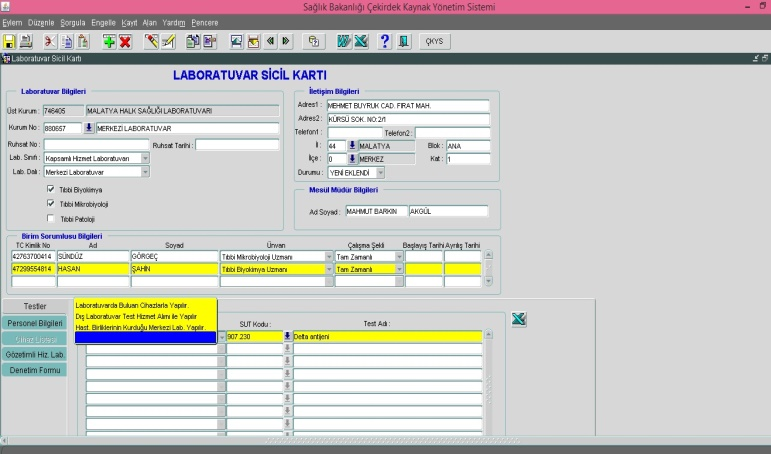 Sağlık Bakanlığı Çekirdek Kaynak Yönetim Sistemi
Eylem Düzenle Sorgula Engelle Kayıt Alan Yardım Pencere
ÇKYS
Laboratuvar Sicil Kartı
LABORATUVAR SİCİL KARTI
Laboratuvar Bilgileri
Üst Kurum : 746405 MALATYA HALK SAĞLIĞI LABORATUVARI
Kurum No : 880657 MERKEZİ LABORATUVAR
Ruhsat No : Ruhsat Tarihi :
Lab. Sınfı : Kapsamlı Hizmet Laboratuvarı
Lab. Dalı : Merkezi Laboratuvar
Tıbbi Biyokimya
Tıbbi Mikrobiyoloji
Tıbbi Patoloji
İletişim Bilgileri
Adres1 : MEHMET BUYRUK CAD. FIRAT MAH.
Adres2 : KÜRSÜ SOK. NO:2/1
Telefon1 : Telefon2 :
İl : 44 MALATYA Blok : ANA
İlçe : 0 MERKEZ Kat : 1
Durumu : YENİ EKLENDİ
Mesül Müdür Bilgileri
Ad Soyad : MAHMUT BARKIN AKGÜL
Birim Sorumlusu Bilgileri
TC Kimlik No Ad Soyad Ünvan Çalışma Şekli Başlayış Tarihi Ayrılış Tarihi
42763700414 SÜNDÜZ GÖRGEÇ Tıbbi Mikrobiyoloji Uzmanı Tam Zamanlı
47299554814 HASAN ŞAHİN Tıbbi Biyokimya Uzmanı Tam Zamanlı
Testler
Personel Bilgileri
Cihaz Listesi
Gözetimli Hiz. Lab.
Denetim Formu
Laboratuvarda Buluan Cihazlarla Yapılır.
Dış Laboratuvar Test Hizmet Alımı ile Yapılır
Hast. Birliklerinin Kurduğu Merkezi Lab. Yapılır.
SUT Kodu : Test Adı :
907.230 Delta antijeni